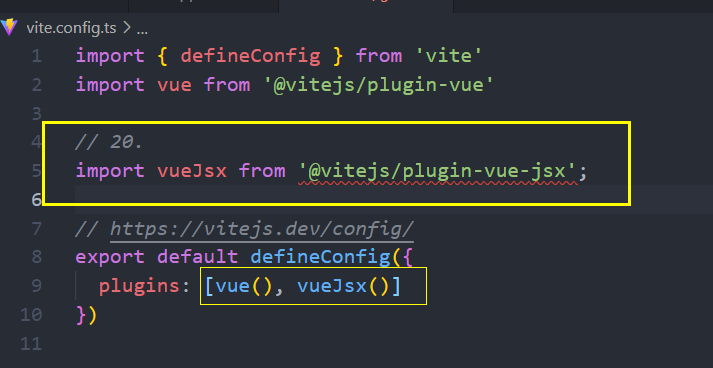 vite.config.ts > ...
1 import { defineConfig } from 'vite'
2 import vue from '@vitejs/plugin-vue'
3
4 // 20.
5 import vueJsx from '@vitejs/plugin-vue-jsx';
6
7 // https://vitejs.dev/config/
8 export default defineConfig({
9   plugins: [vue(), vueJsx()]
10 })
11